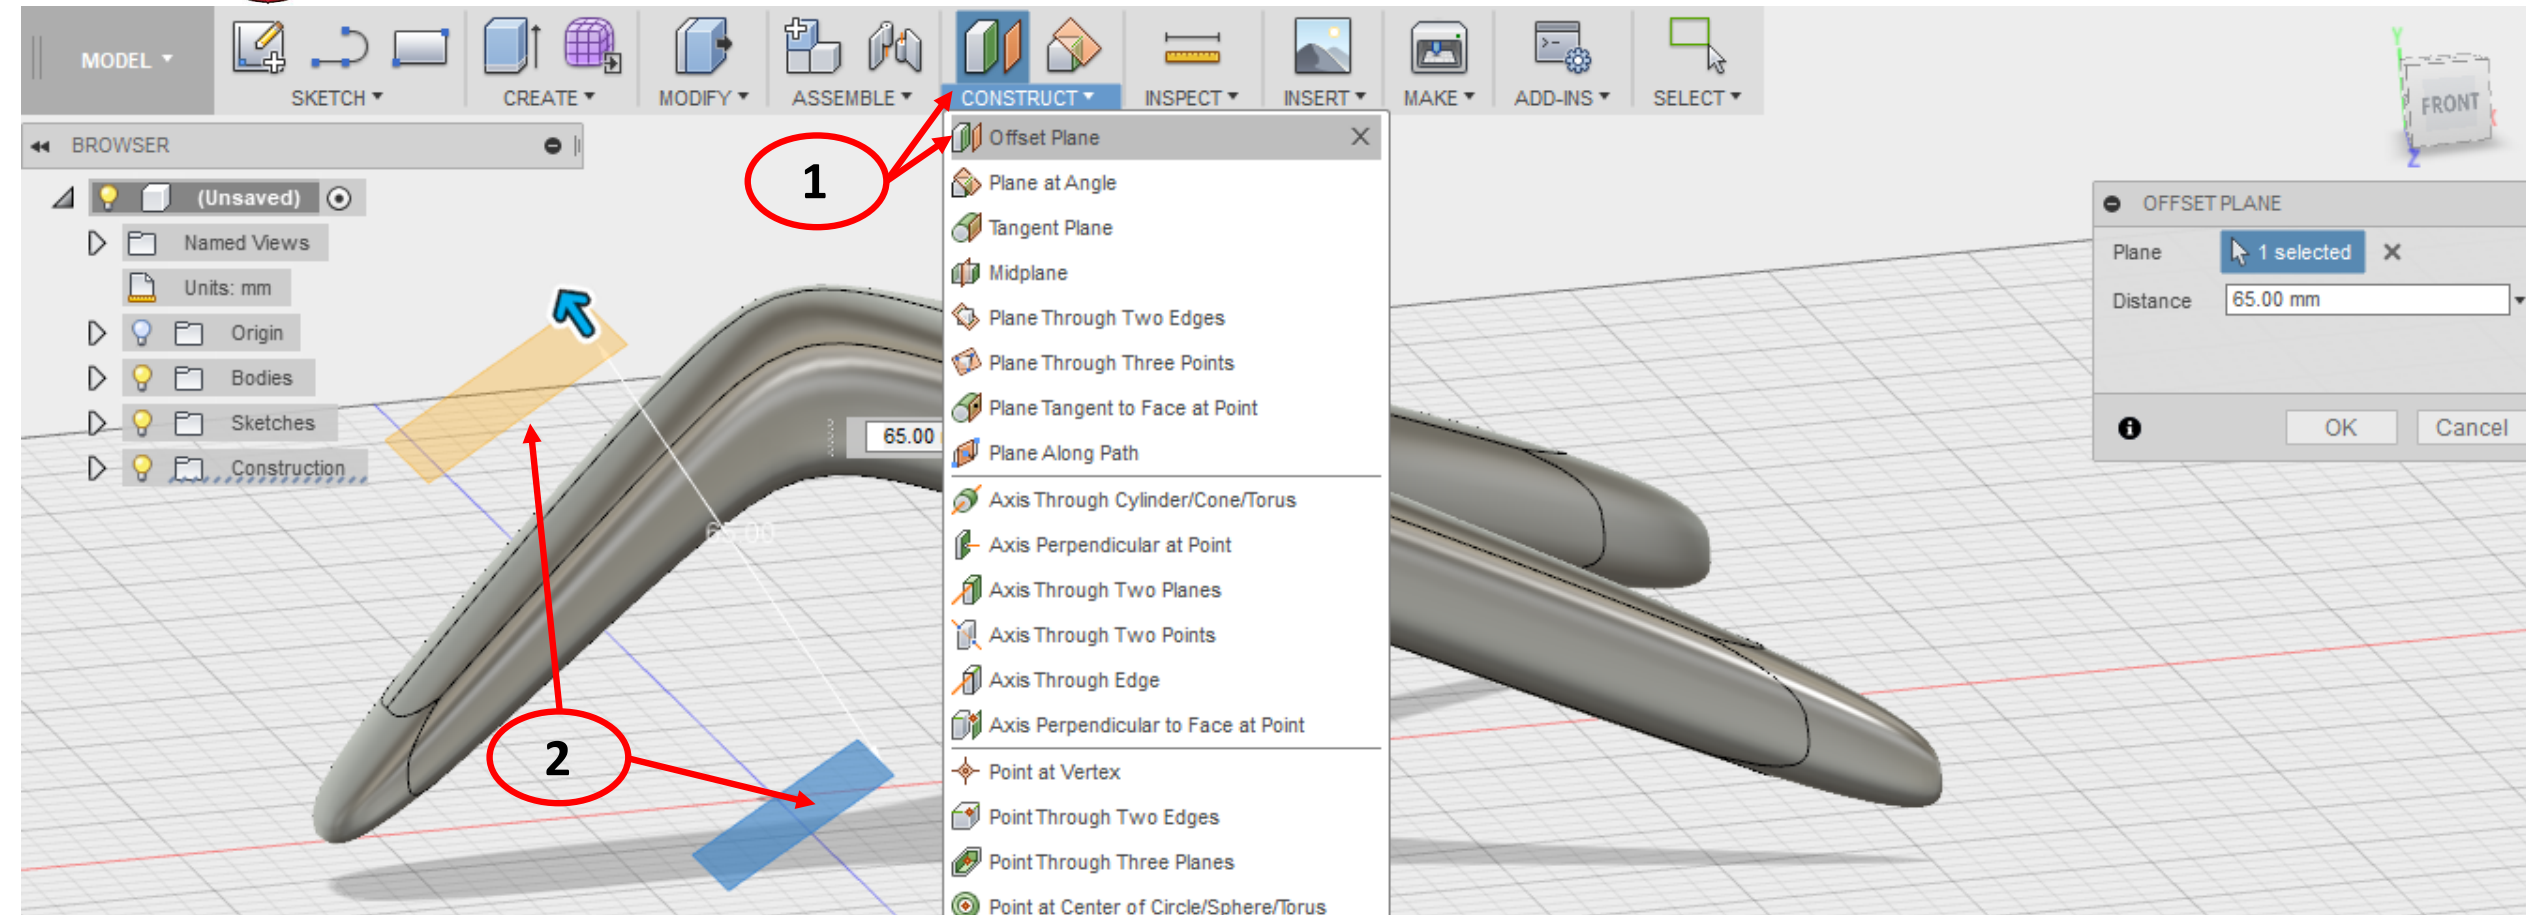 MODEL
SKETCH
CREATE
MODIFY
ASSEMBLE
CONSTRUCT
INSPECT
INSERT
MAKE
ADD-INS
SELECT
Y
FRONT
X
Z
BROWSER
(Unsaved)
Named Views
Units: mm
Origin
Bodies
Sketches
Construction
1
2
65.00
65.00
Offset Plane
Plane at Angle
Tangent Plane
Midplane
Plane Through Two Edges
Plane Through Three Points
Plane Tangent to Face at Point
Plane Along Path
Axis Through Cylinder/Cone/Torus
Axis Perpendicular at Point
Axis Through Two Planes
Axis Through Two Points
Axis Through Edge
Axis Perpendicular to Face at Point
Point at Vertex
Point Through Two Edges
Point Through Three Planes
Point at Center of Circle/Sphere/Torus
OFFSET PLANE
Plane 1 selected
Distance 65.00 mm
OK Cancel